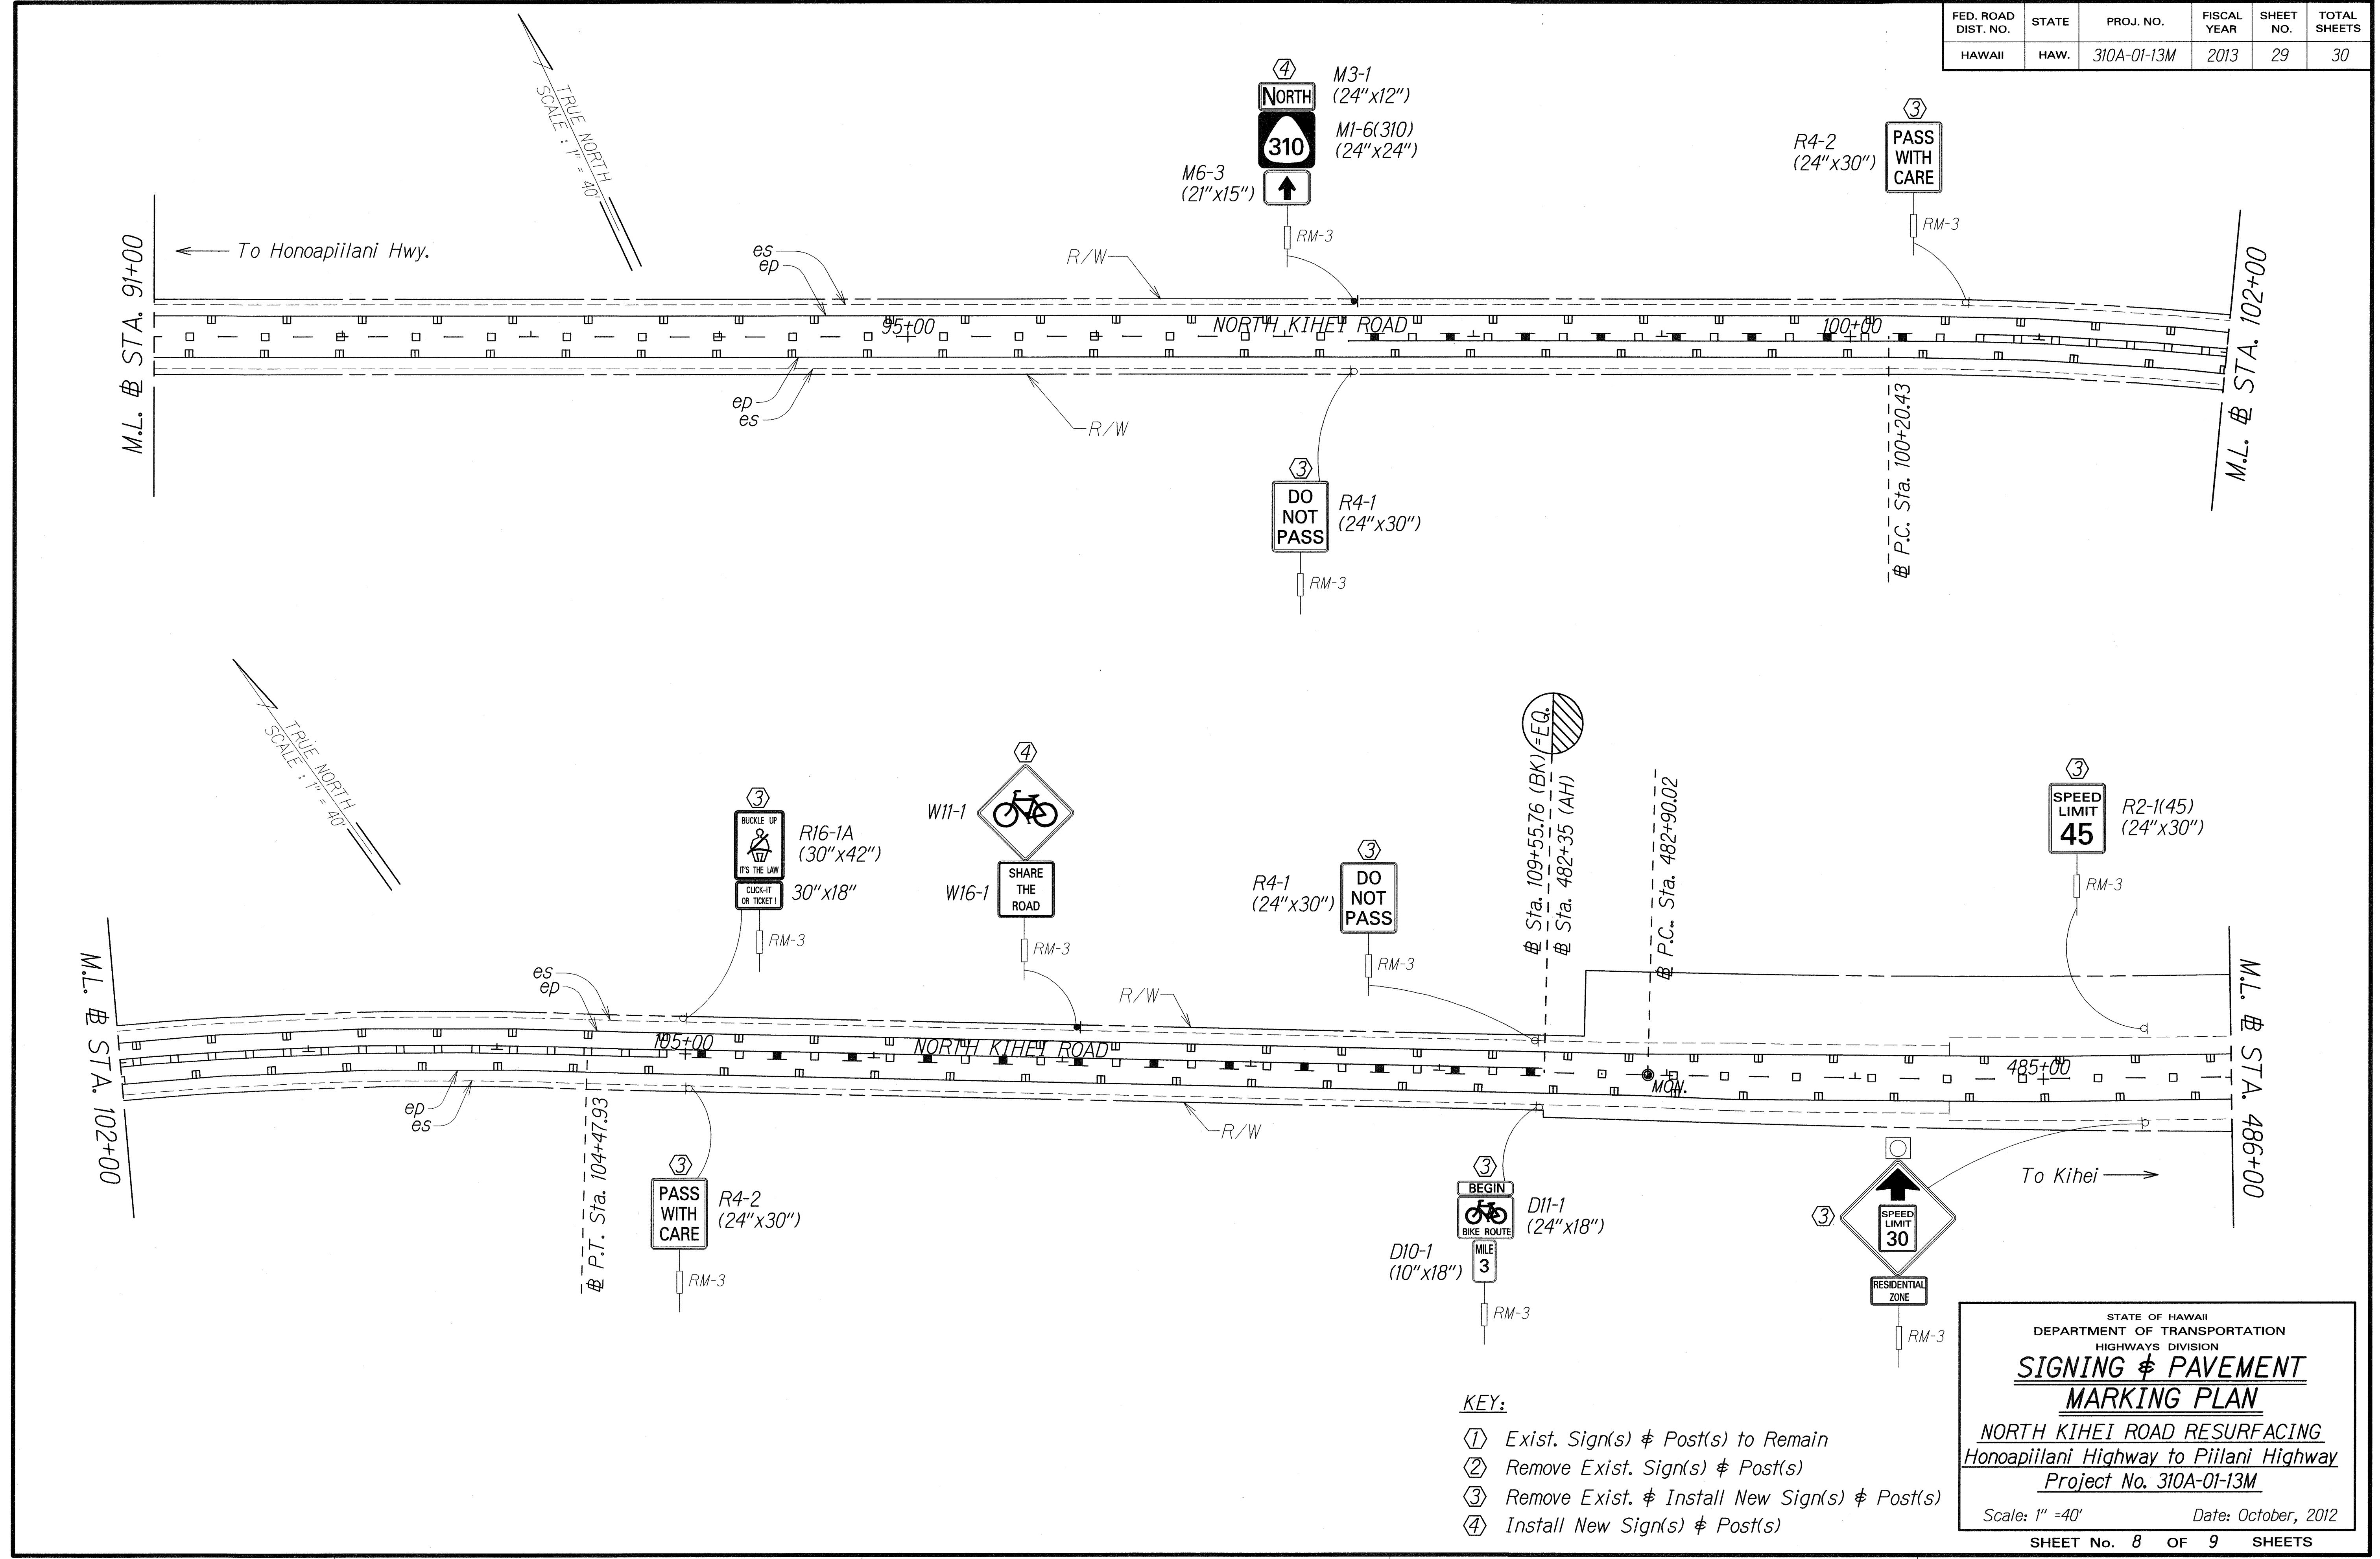 FED. ROAD DIST. NO.
STATE
PROJ. NO.
FISCAL YEAR
SHEET NO.
TOTAL SHEETS
HAWAII
HAW.
310A-01-13M
2013
29
30
TRUE NORTH
SCALE : 1" = 40'
4
NORTH
M3-1
(24"x12")
310
M1-6(310)
(24"x24")
M6-3
(21"x15")
RM-3
3
R4-2
(24"x30")
PASS
WITH
CARE
RM-3
M.L. B STA. 91+00
To Honoapiilani Hwy.
es
ep
R/W
95+00
NORTH KIHEI ROAD
100+00
M.L. B STA. 102+00
ep
es
R/W
B P.C. Sta. 100+20.43
3
DO
NOT
PASS
R4-1
(24"x30")
RM-3
TRUE NORTH
SCALE : 1" = 40'
3
BUCKLE UP
IT'S THE LAW
CLICK-IT
OR TICKET !
R16-1A
(30"x42")
30"x18"
RM-3
4
W11-1
W16-1
SHARE
THE
ROAD
RM-3
3
R4-1
(24"x30")
DO
NOT
PASS
RM-3
B Sta. 109+55.76 (BK) = EQ.
B Sta. 482+35 (AH)
B P.C.. Sta. 482+90.02
3
SPEED
LIMIT
45
R2-1(45)
(24"x30")
RM-3
M.L. B STA. 102+00
es
ep
R/W
105+00
NORTH KIHEI ROAD
MON.
485+00
M.L. B STA. 486+00
ep
es
R/W
B P.T. Sta. 104+47.93
3
PASS
WITH
CARE
R4-2
(24"x30")
RM-3
3
BEGIN
BIKE ROUTE
D11-1
(24"x18")
MILE
3
D10-1
(10"x18")
RM-3
To Kihei
3
SPEED
LIMIT
30
RESIDENTIAL
ZONE
RM-3
KEY:
1 Exist. Sign(s) & Post(s) to Remain
2 Remove Exist. Sign(s) & Post(s)
3 Remove Exist. & Install New Sign(s) & Post(s)
4 Install New Sign(s) & Post(s)
STATE OF HAWAII
DEPARTMENT OF TRANSPORTATION
HIGHWAYS DIVISION
SIGNING & PAVEMENT
MARKING PLAN
NORTH KIHEI ROAD RESURFACING
Honoapiilani Highway to Piilani Highway
Project No. 310A-01-13M
Scale: 1" =40' Date: October, 2012
SHEET No. 8 OF 9 SHEETS